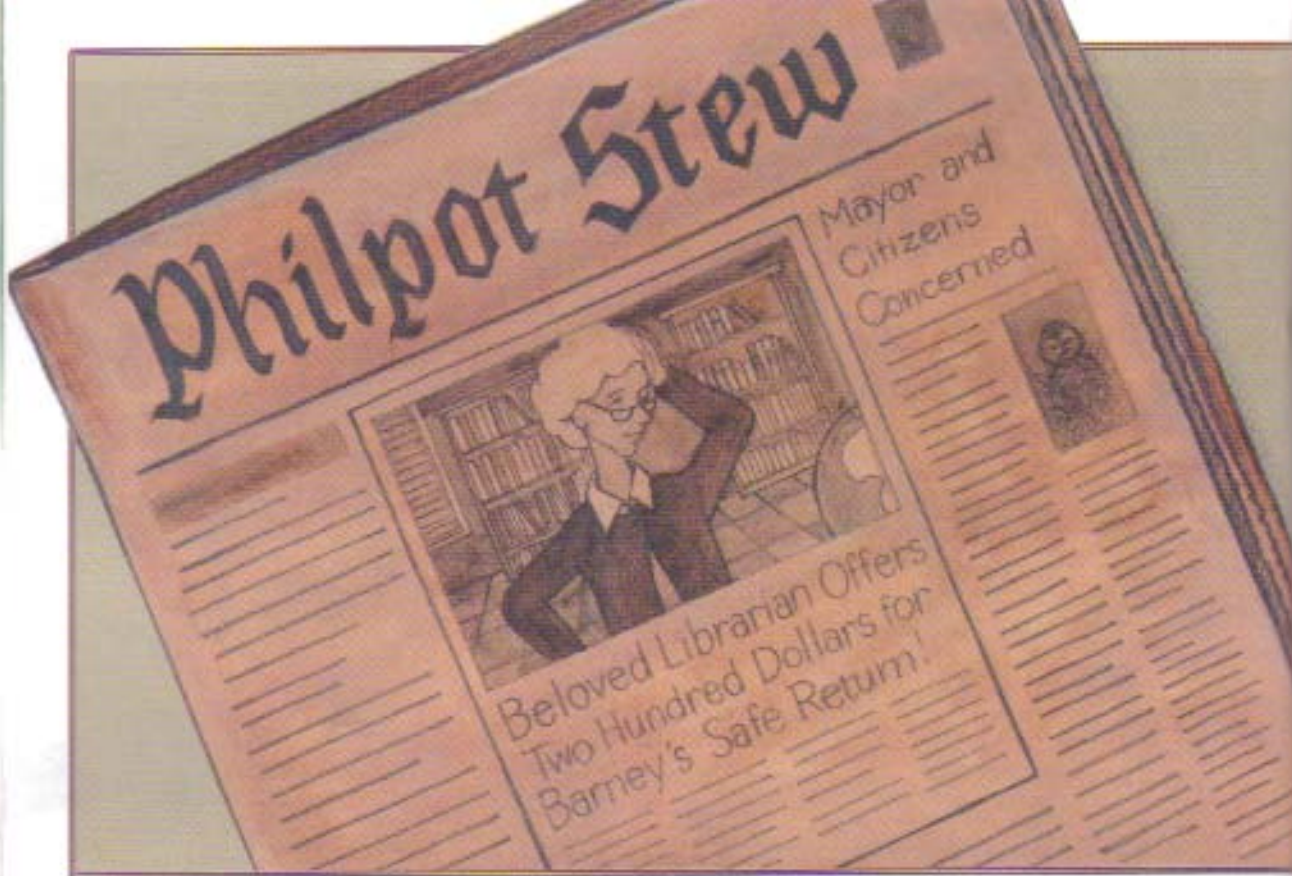 Philpot Stew
Beloved Librarian Offers
Two Hundred Dollars for
Barney's Safe Return!
Mayor and
Citizens
Concerned